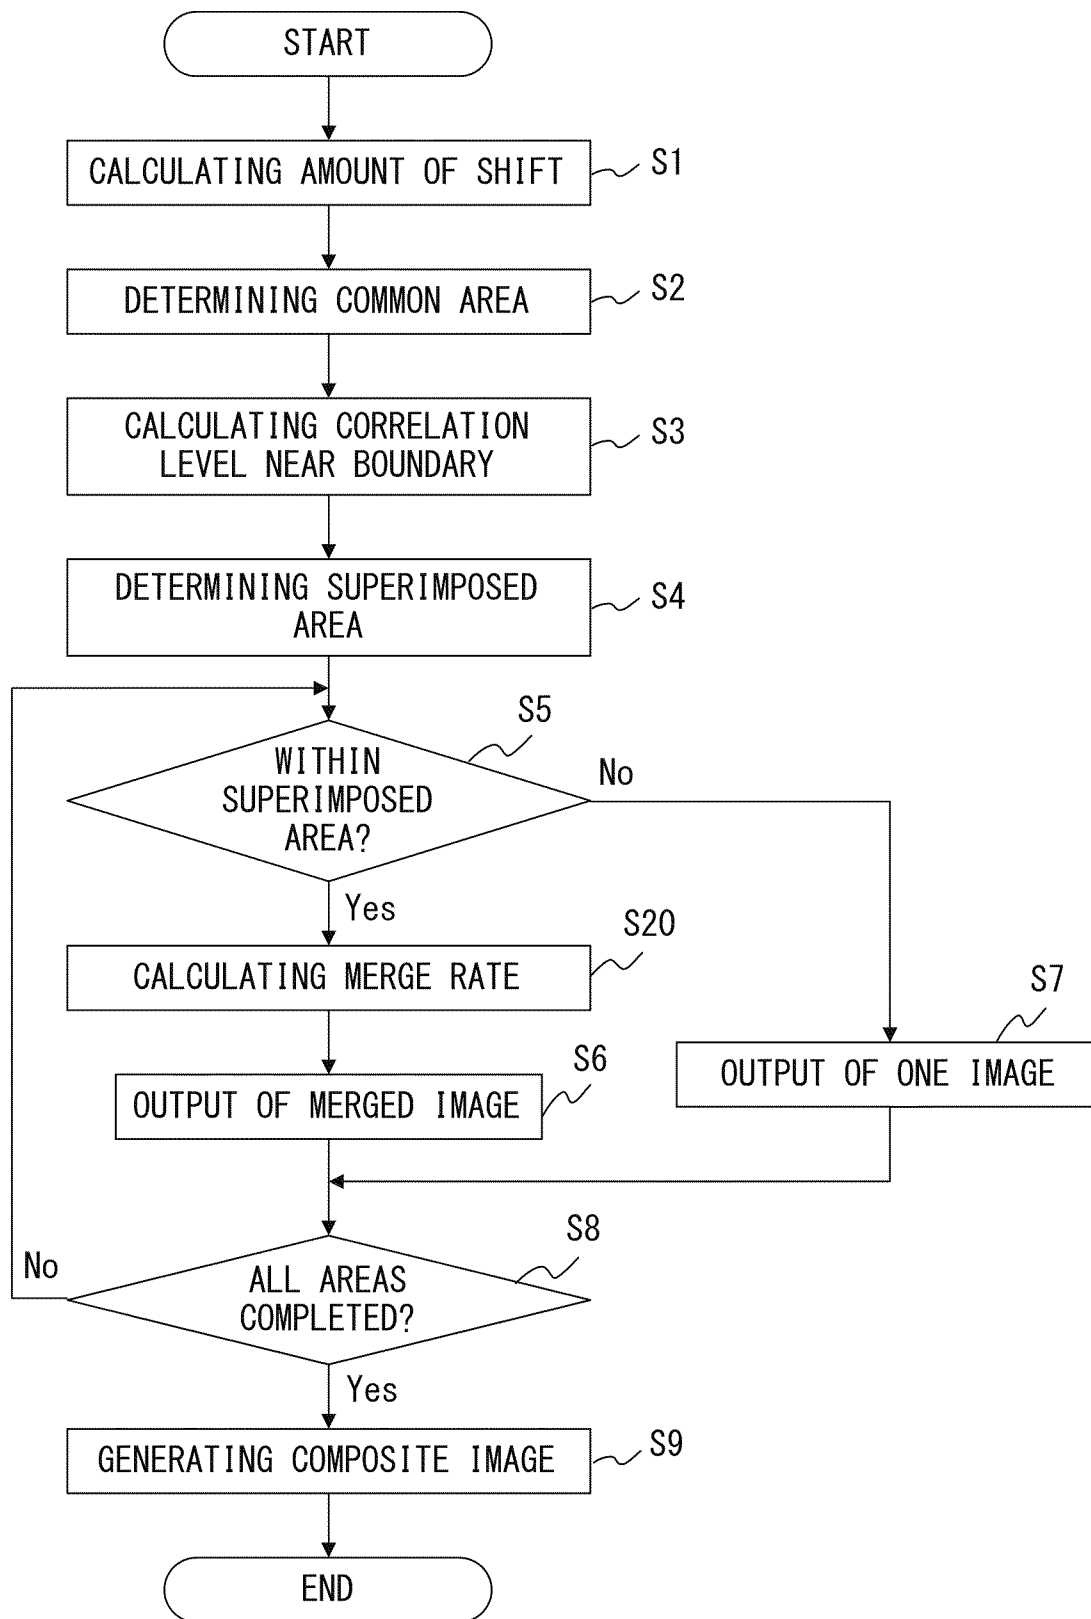 START
CALCULATING AMOUNT OF SHIFT
S1
DETERMINING COMMON AREA
S2
CALCULATING CORRELATION
LEVEL NEAR BOUNDARY
S3
DETERMINING SUPERIMPOSED
AREA
S4
S5
WITHIN
SUPERIMPOSED
AREA?
No
Yes
S20
CALCULATING MERGE RATE
S7
OUTPUT OF ONE IMAGE
S6
OUTPUT OF MERGED IMAGE
S8
No
ALL AREAS
COMPLETED?
Yes
GENERATING COMPOSITE IMAGE
S9
END